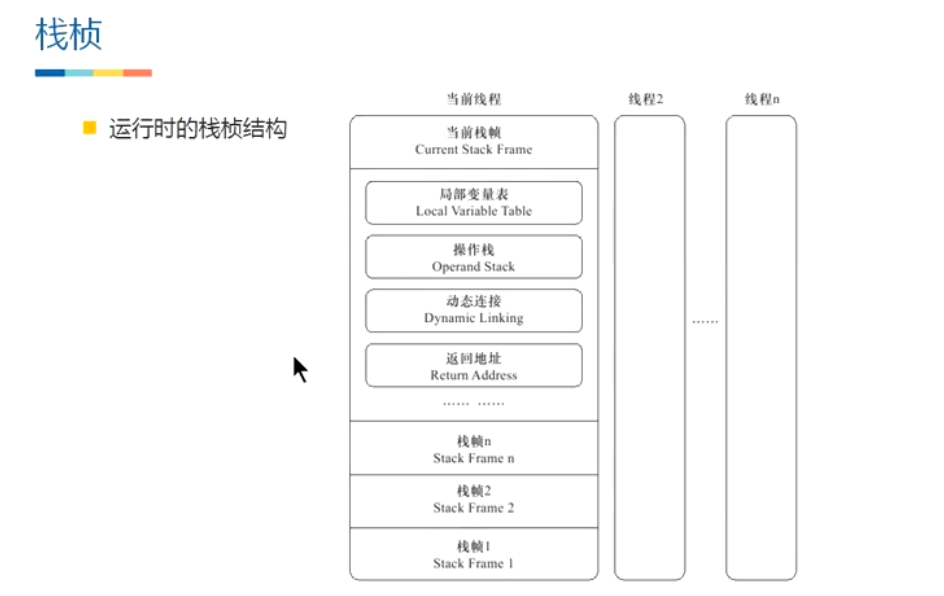 栈桢
运行时的栈桢结构
当前线程
线程2
线程n
当前栈帧
Current Stack Frame
局部变量表
Local Variable Table
操作栈
Operand Stack
动态连接
Dynamic Linking
返回地址
Return Address
…… ……
……
栈帧n
Stack Frame n
栈帧2
Stack Frame 2
栈帧1
Stack Frame 1